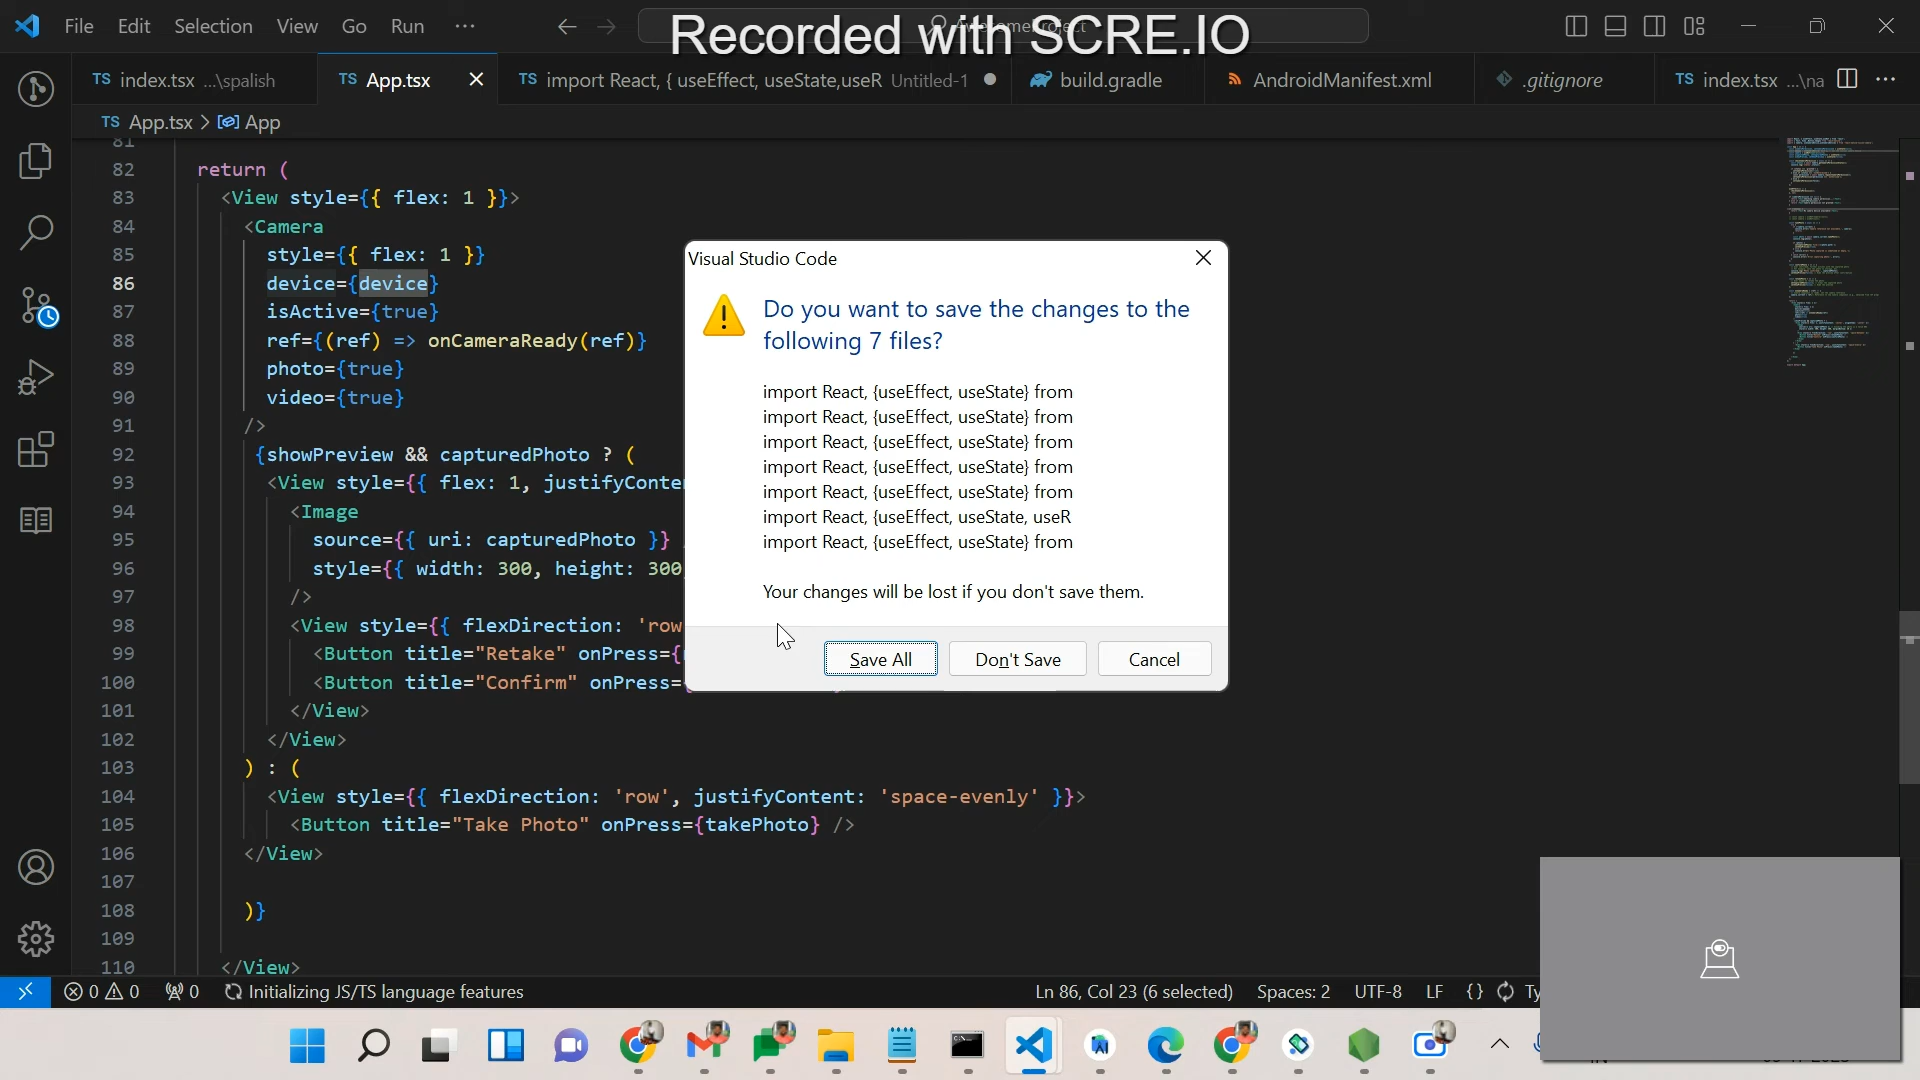 File Edit Selection View Go Run ···
Recorded with SCRE.IO
TS index.tsx ...\spalish
TS App.tsx
TS import React, { useEffect, useState,useR Untitled-1
build.gradle
AndroidManifest.xml
.gitignore
TS index.tsx ...\na
TS App.tsx > App
81
82 return (
83 <View style={{ flex: 1 }}>
84 <Camera
85 style={{ flex: 1 }}
86 device={device}
87 isActive={true}
88 ref={(ref) => onCameraReady(ref)}
89 photo={true}
90 video={true}
91 />
92 {showPreview && capturedPhoto ? (
93 <View style={{ flex: 1, justifyConte
94 <Image
95 source={{ uri: capturedPhoto }}
96 style={{ width: 300, height: 300
97 />
98 <View style={{ flexDirection: 'row
99 <Button title="Retake" onPress={
100 <Button title="Confirm" onPress=
101 </View>
102 </View>
103 ) : (
104 <View style={{ flexDirection: 'row', justifyContent: 'space-evenly' }}>
105 <Button title="Take Photo" onPress={takePhoto} />
106 </View>
107
108 )}
109
110 </View>
Visual Studio Code
Do you want to save the changes to the
following 7 files?
import React, {useEffect, useState} from
import React, {useEffect, useState} from
import React, {useEffect, useState} from
import React, {useEffect, useState} from
import React, {useEffect, useState} from
import React, {useEffect, useState, useR
import React, {useEffect, useState} from
Your changes will be lost if you don't save them.
Save All Don't Save Cancel
0 0 0 Initializing JS/TS language features
Ln 86, Col 23 (6 selected) Spaces: 2 UTF-8 LF {} Ty